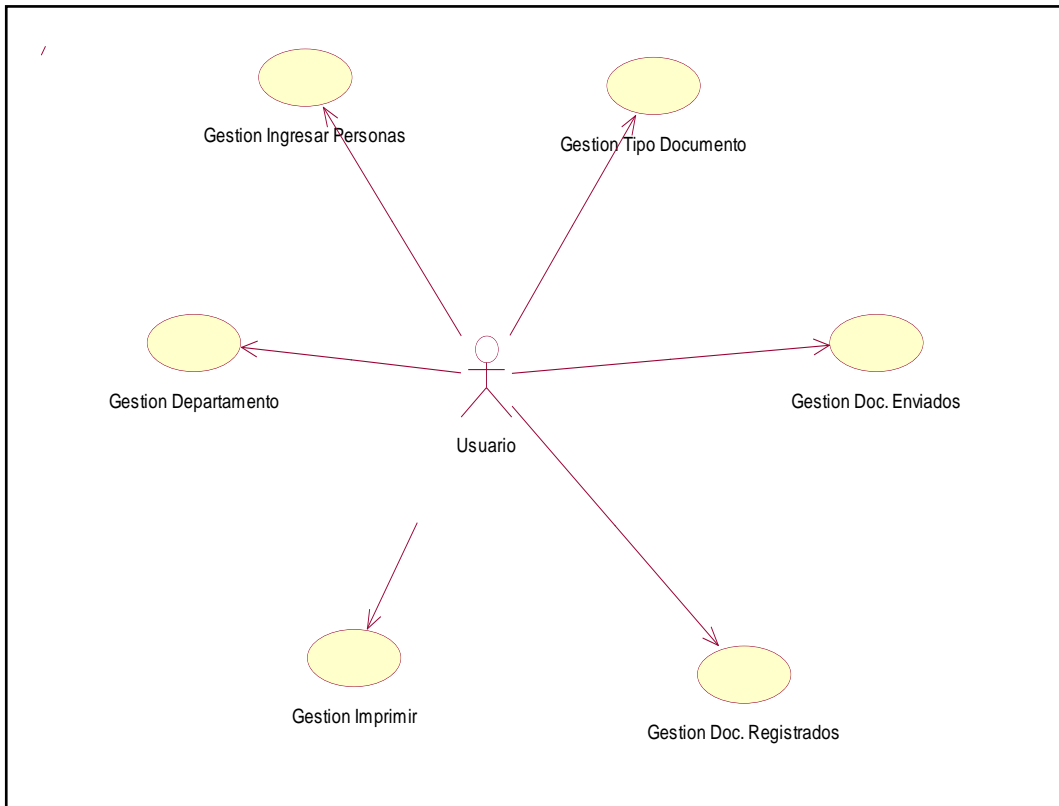 Gestion Ingresar Personas
Gestion Tipo Documento
Gestion Departamento
Gestion Doc. Enviados
Usuario
Gestion Imprimir
Gestion Doc. Registrados